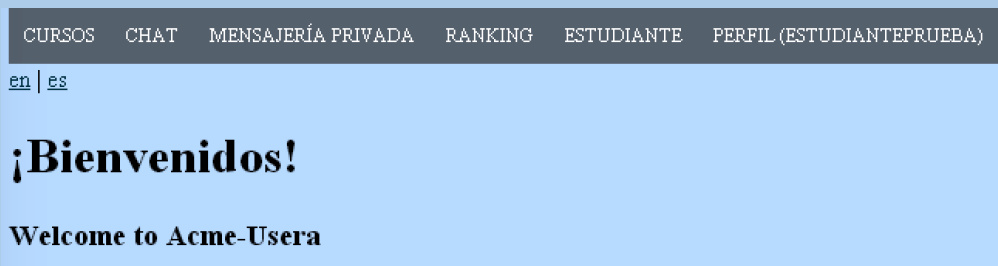 CURSOS CHAT MENSAJERÍA PRIVADA RANKING ESTUDIANTE PERFIL (ESTUDIANTEPRUEBA)
en | es
¡Bienvenidos!
Welcome to Acme-Usera